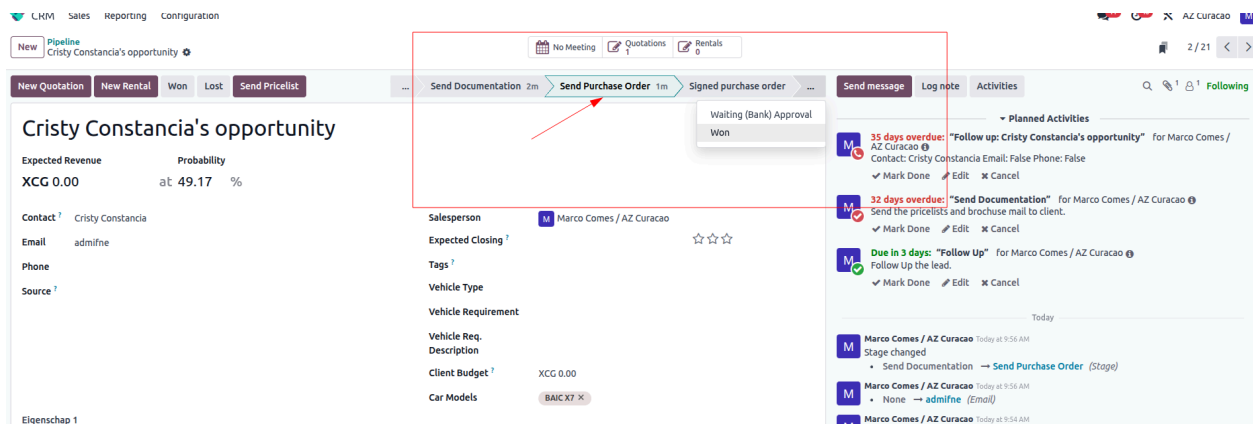 CRM Sales Reporting Configuration
AZ Curacao
New
Pipeline
Cristy Constancia's opportunity
No Meeting
Quotations
1
Rentals
0
2 / 21
New Quotation New Rental Won Lost Send Pricelist
... Send Documentation 2m Send Purchase Order 1m Signed purchase order ...
Waiting (Bank) Approval
Won
Send message Log note Activities
1 1 Following
Cristy Constancia's opportunity
Expected Revenue Probability
XCG 0.00 at 49.17 %
Contact ? Cristy Constancia
Email admifne
Phone
Source ?
Eigenschap 1
Salesperson M Marco Comes / AZ Curacao
Expected Closing ?
Tags ?
Vehicle Type
Vehicle Requirement
Vehicle Req.
Description
Client Budget ? XCG 0.00
Car Models BAIC X7 ×
Planned Activities
M
35 days overdue: "Follow up: Cristy Constancia's opportunity" for Marco Comes /
AZ Curacao
Contact: Cristy Constancia Email: False Phone: False
Mark Done Edit Cancel
M
32 days overdue: "Send Documentation" for Marco Comes / AZ Curacao
Send the pricelists and brochuse mail to client.
Mark Done Edit Cancel
M
Due in 3 days: "Follow Up" for Marco Comes / AZ Curacao
Follow Up the lead.
Mark Done Edit Cancel
Today
M
Marco Comes / AZ Curacao Today at 9:56 AM
Stage changed
• Send Documentation → Send Purchase Order (Stage)
M
Marco Comes / AZ Curacao Today at 9:56 AM
• None → admifne (Email)
Marco Comes / AZ Curacao Today at 9:54 AM